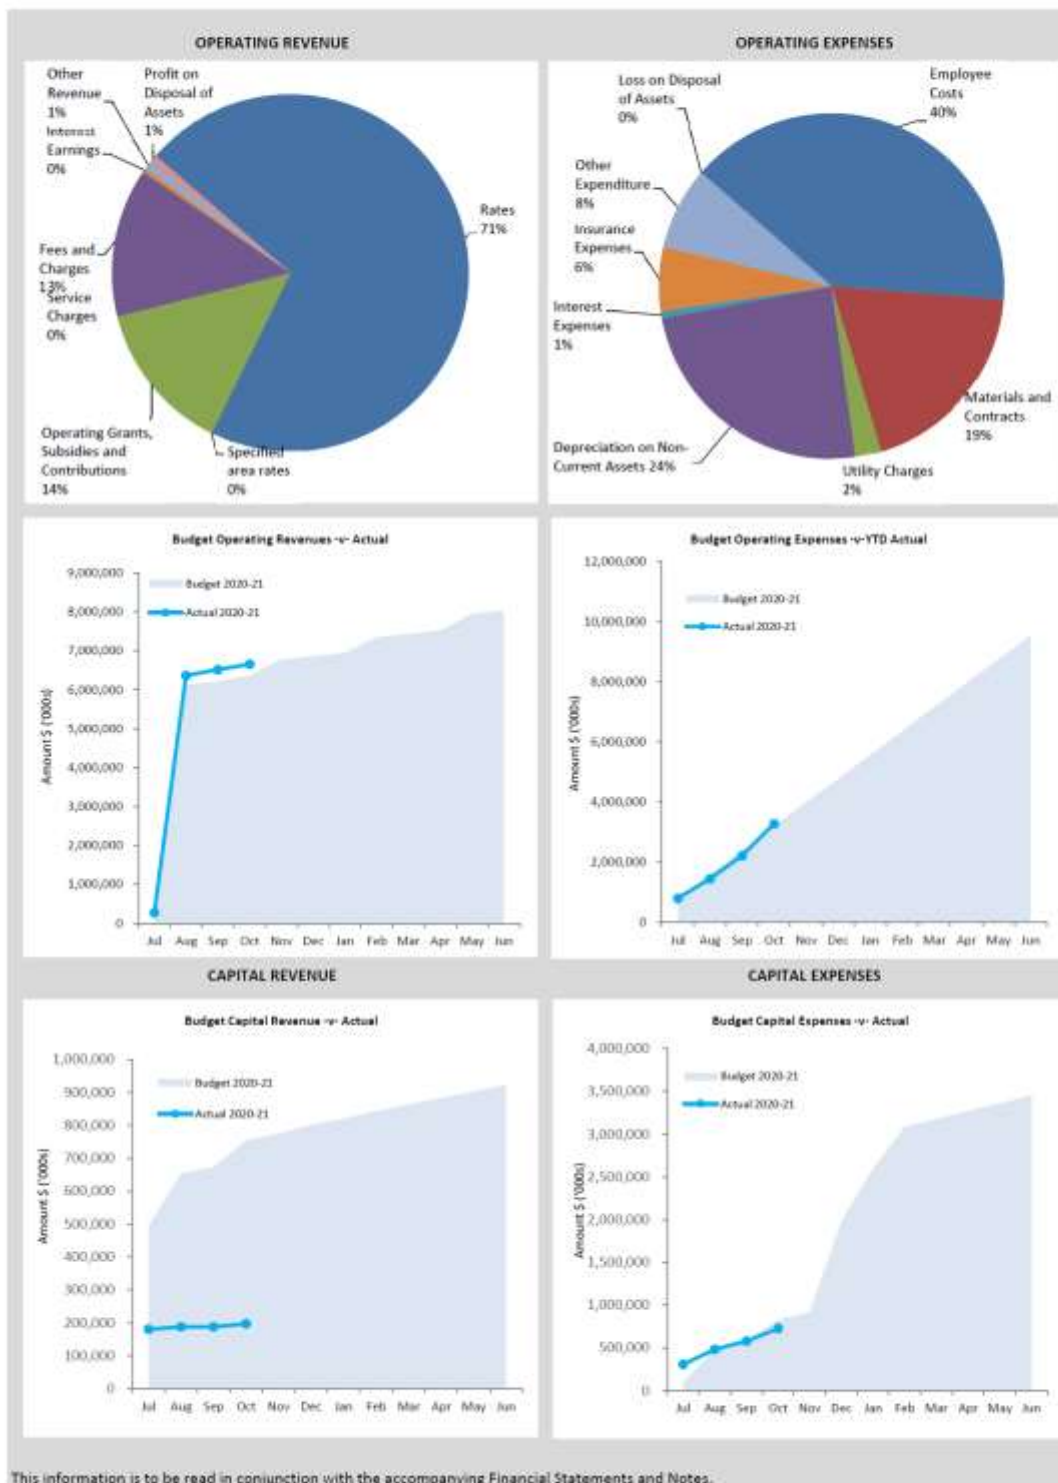 OPERATING REVENUE
Other
Revenue
1%
Interest
Earnings
0%
Profit on
Disposal of
Assets
1%
Rates
71%
Fees and
Charges
13%
Service
Charges
0%
Operating Grants,
Subsidies and
Contributions
14%
Specified
area rates
0%
OPERATING EXPENSES
Loss on Disposal
of Assets
0%
Employee
Costs
40%
Other
Expenditure
8%
Insurance
Expenses
6%
Interest
Expenses
1%
Materials and
Contracts
19%
Depreciation on Non-
Current Assets 24%
Utility Charges
2%
Budget Operating Revenues -v- Actual
Budget 2020-21
Actual 2020-21
Amount $ ('000s)
9,000,000
8,000,000
7,000,000
6,000,000
5,000,000
4,000,000
3,000,000
2,000,000
1,000,000
0
Jul Aug Sep Oct Nov Dec Jan Feb Mar Apr May Jun
Budget Operating Expenses -v-YTD Actual
Budget 2020-21
Actual 2020-21
Amount $ ('000s)
12,000,000
10,000,000
8,000,000
6,000,000
4,000,000
2,000,000
0
Jul Aug Sep Oct Nov Dec Jan Feb Mar Apr May Jun
CAPITAL REVENUE
Budget Capital Revenue -v- Actual
Budget 2020-21
Actual 2020-21
Amount $ ('000s)
1,000,000
900,000
800,000
700,000
600,000
500,000
400,000
300,000
200,000
100,000
0
Jul Aug Sep Oct Nov Dec Jan Feb Mar Apr May Jun
CAPITAL EXPENSES
Budget Capital Expenses -v- Actual
Budget 2020-21
Actual 2020-21
Amount $ ('000s)
4,000,000
3,500,000
3,000,000
2,500,000
2,000,000
1,500,000
1,000,000
500,000
0
Jul Aug Sep Oct Nov Dec Jan Feb Mar Apr May Jun
This information is to be read in conjunction with the accompanying Financial Statements and Notes.